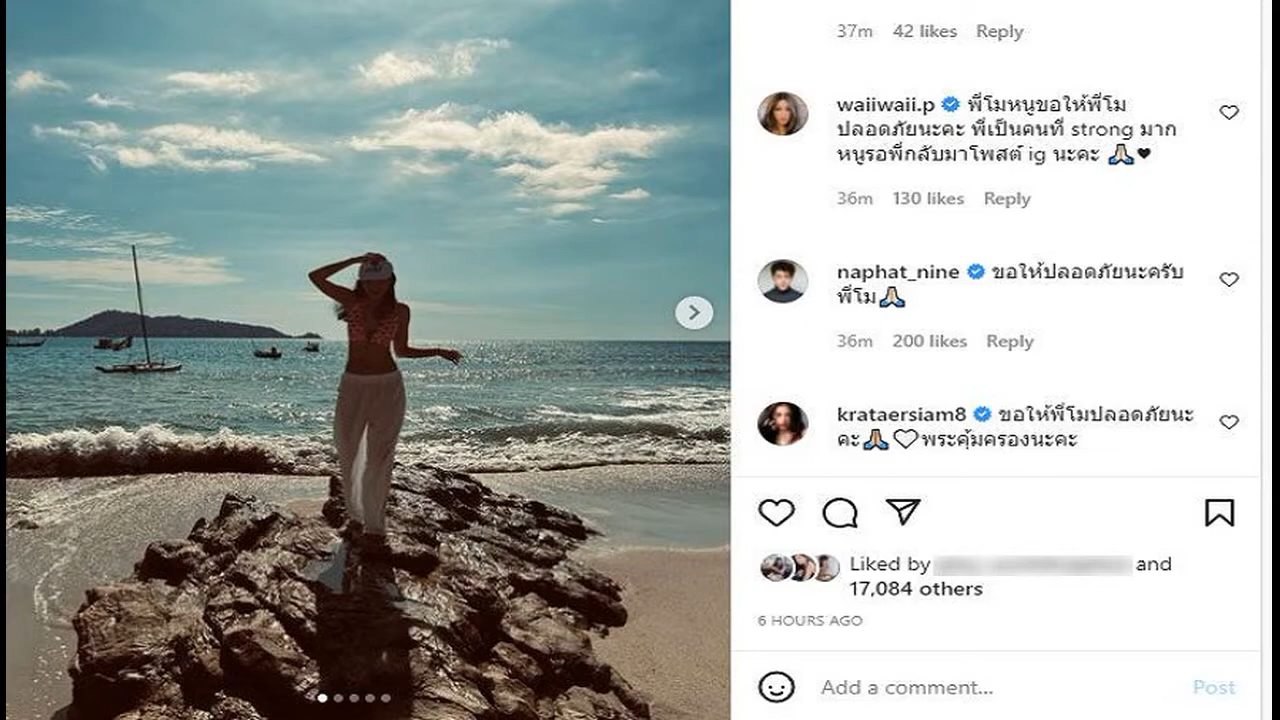 37m 42 likes Reply
waiiwaii.p พี่โมหนูขอให้พี่โม
ปลอดภัยนะคะ พี่เป็นคนที่ strong มาก
หนูรอพี่กลับมาโพสต์ ig นะคะ 🙏🏻🖤
36m 130 likes Reply
naphat_nine ขอให้ปลอดภัยนะครับ
พี่โม🙏🏻
36m 200 likes Reply
krataersiam8 ขอให้พี่โมปลอดภัยนะ
คะ🙏🏼🤍พระคุ้มครองนะคะ
Liked by
and
17,084 others
6 HOURS AGO
Add a comment... Post